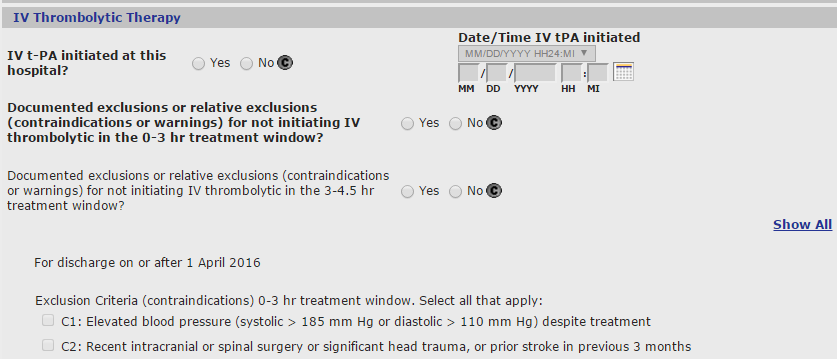 IV Thrombolytic Therapy
IV t-PA initiated at this
hospital?
Yes No C
Date/Time IV tPA initiated
MM/DD/YYYY HH24:MI
/ / :
MM DD YYYY HH MI
Documented exclusions or relative exclusions
(contraindications or warnings) for not initiating IV
thrombolytic in the 0-3 hr treatment window?
Yes No C
Documented exclusions or relative exclusions (contraindications
or warnings) for not initiating IV thrombolytic in the 3-4.5 hr
treatment window?
Yes No C
Show All
For discharge on or after 1 April 2016
Exclusion Criteria (contraindications) 0-3 hr treatment window. Select all that apply:
C1: Elevated blood pressure (systolic > 185 mm Hg or diastolic > 110 mm Hg) despite treatment
C2: Recent intracranial or spinal surgery or significant head trauma, or prior stroke in previous 3 months